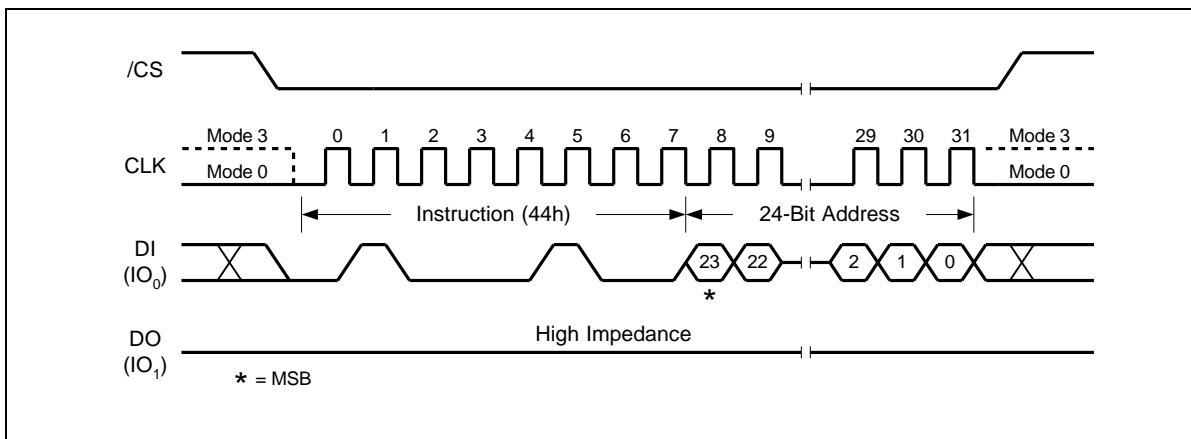 /CS
Mode 3 0 1 2 3 4 5 6 7 8 9 29 30 31 Mode 3
CLK
Mode 0 Mode 0
Instruction (44h) 24-Bit Address
DI
(IO0)
23 22 2 1 0
*
High Impedance
DO
(IO1)
* = MSB